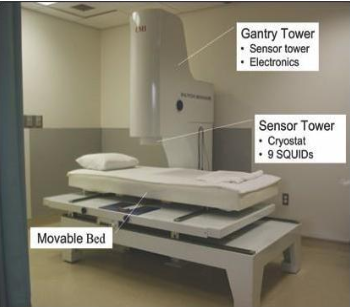 Gantry Tower
• Sensor tower
• Electronics
Sensor Tower
• Cryostat
• 9 SQUIDs
Movable Bed